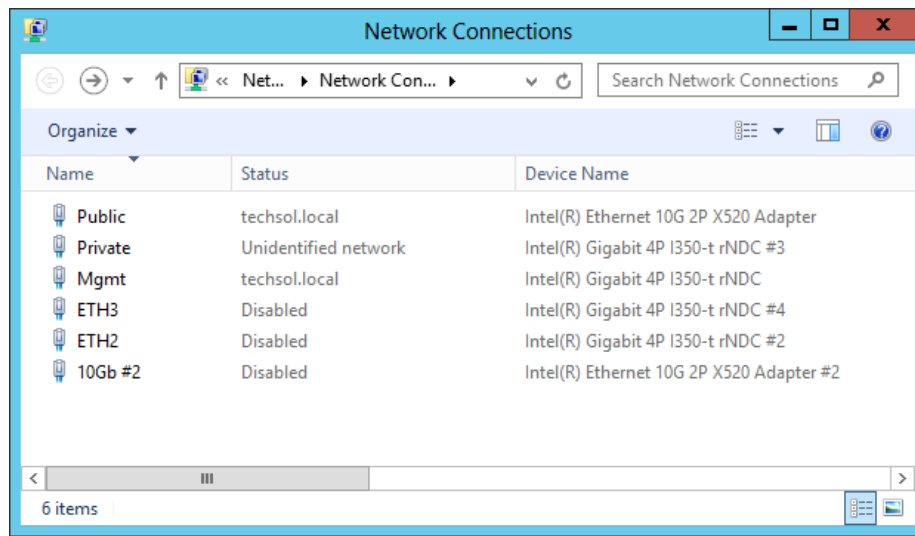 Network Connections
« Net... Network Con...
Search Network Connections
Organize
Name Status Device Name
Public techsol.local Intel(R) Ethernet 10G 2P X520 Adapter
Private Unidentified network Intel(R) Gigabit 4P I350-t rNDC #3
Mgmt techsol.local Intel(R) Gigabit 4P I350-t rNDC
ETH3 Disabled Intel(R) Gigabit 4P I350-t rNDC #4
ETH2 Disabled Intel(R) Gigabit 4P I350-t rNDC #2
10Gb #2 Disabled Intel(R) Ethernet 10G 2P X520 Adapter #2
6 items